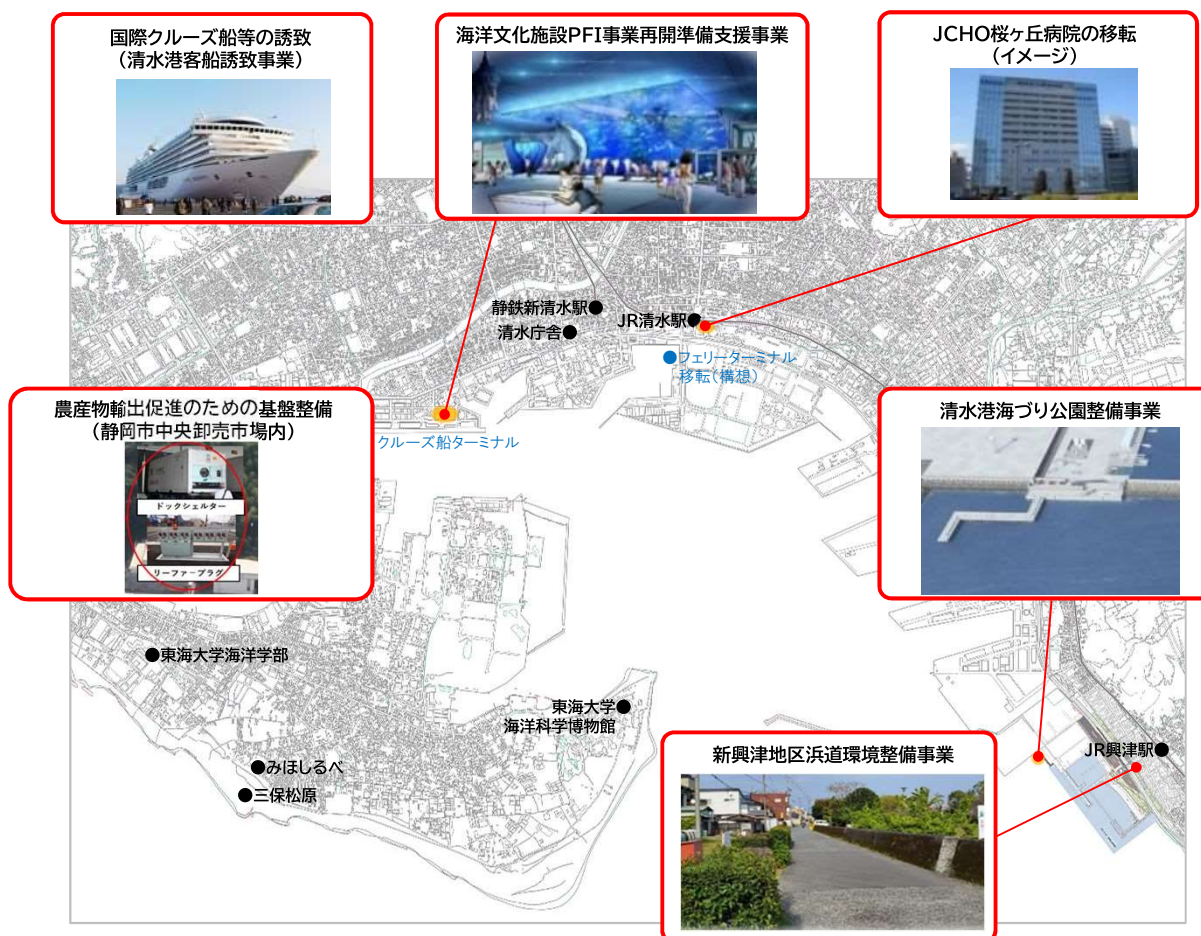 国際クルーズ船等の誘致
(清水港客船誘致事業)
海洋文化施設PFI事業再開準備支援事業
JCHO桜ヶ丘病院の移転
(イメージ)
静鉄新清水駅
清水庁舎
JR清水駅
フェリーターミナル
移転(構想)
農産物輸出促進のための基盤整備
(静岡市中央卸売市場内)
ドックシェルター
リーファープラグ
クルーズ船ターミナル
清水港海づり公園整備事業
東海大学海洋学部
東海大学
海洋科学博物館
みほしるべ
三保松原
新興津地区浜道環境整備事業
JR興津駅